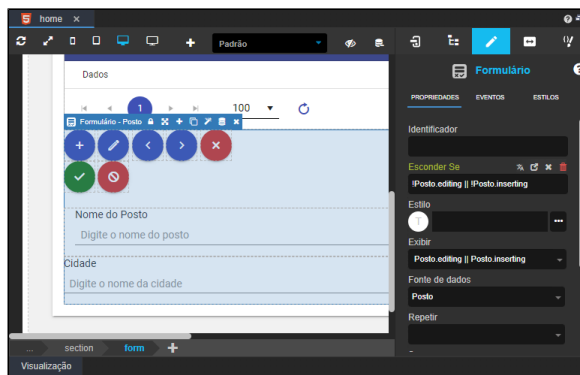 home ×
Padrão
Dados
1
100
Formulário - Posto
Nome do Posto
Digite o nome do posto
Cidade
Digite o nome da cidade
... section form +
Visualização
Formulário
PROPRIEDADES EVENTOS ESTILOS
Identificador
Esconder Se
!Posto.editing || !Posto.inserting
Estilo
T
Exibir
Posto.editing || Posto.inserting
Fonte de dados
Posto
Repetir